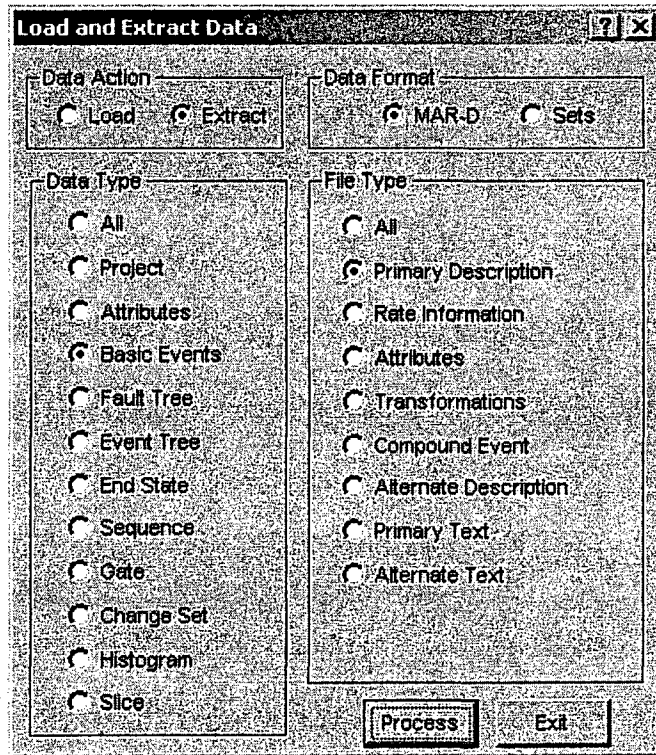 Load and Extract Data
Data Action
Load Extract
Data Format
MAR-D Sets
Data Type
All
Project
Attributes
Basic Events
Fault Tree
Event Tree
End State
Sequence
Gate
Change Set
Histogram
Slice
File Type
All
Primary Description
Rate Information
Attributes
Transformations
Compound Event
Alternate Description
Primary Text
Alternate Text
Process Exit